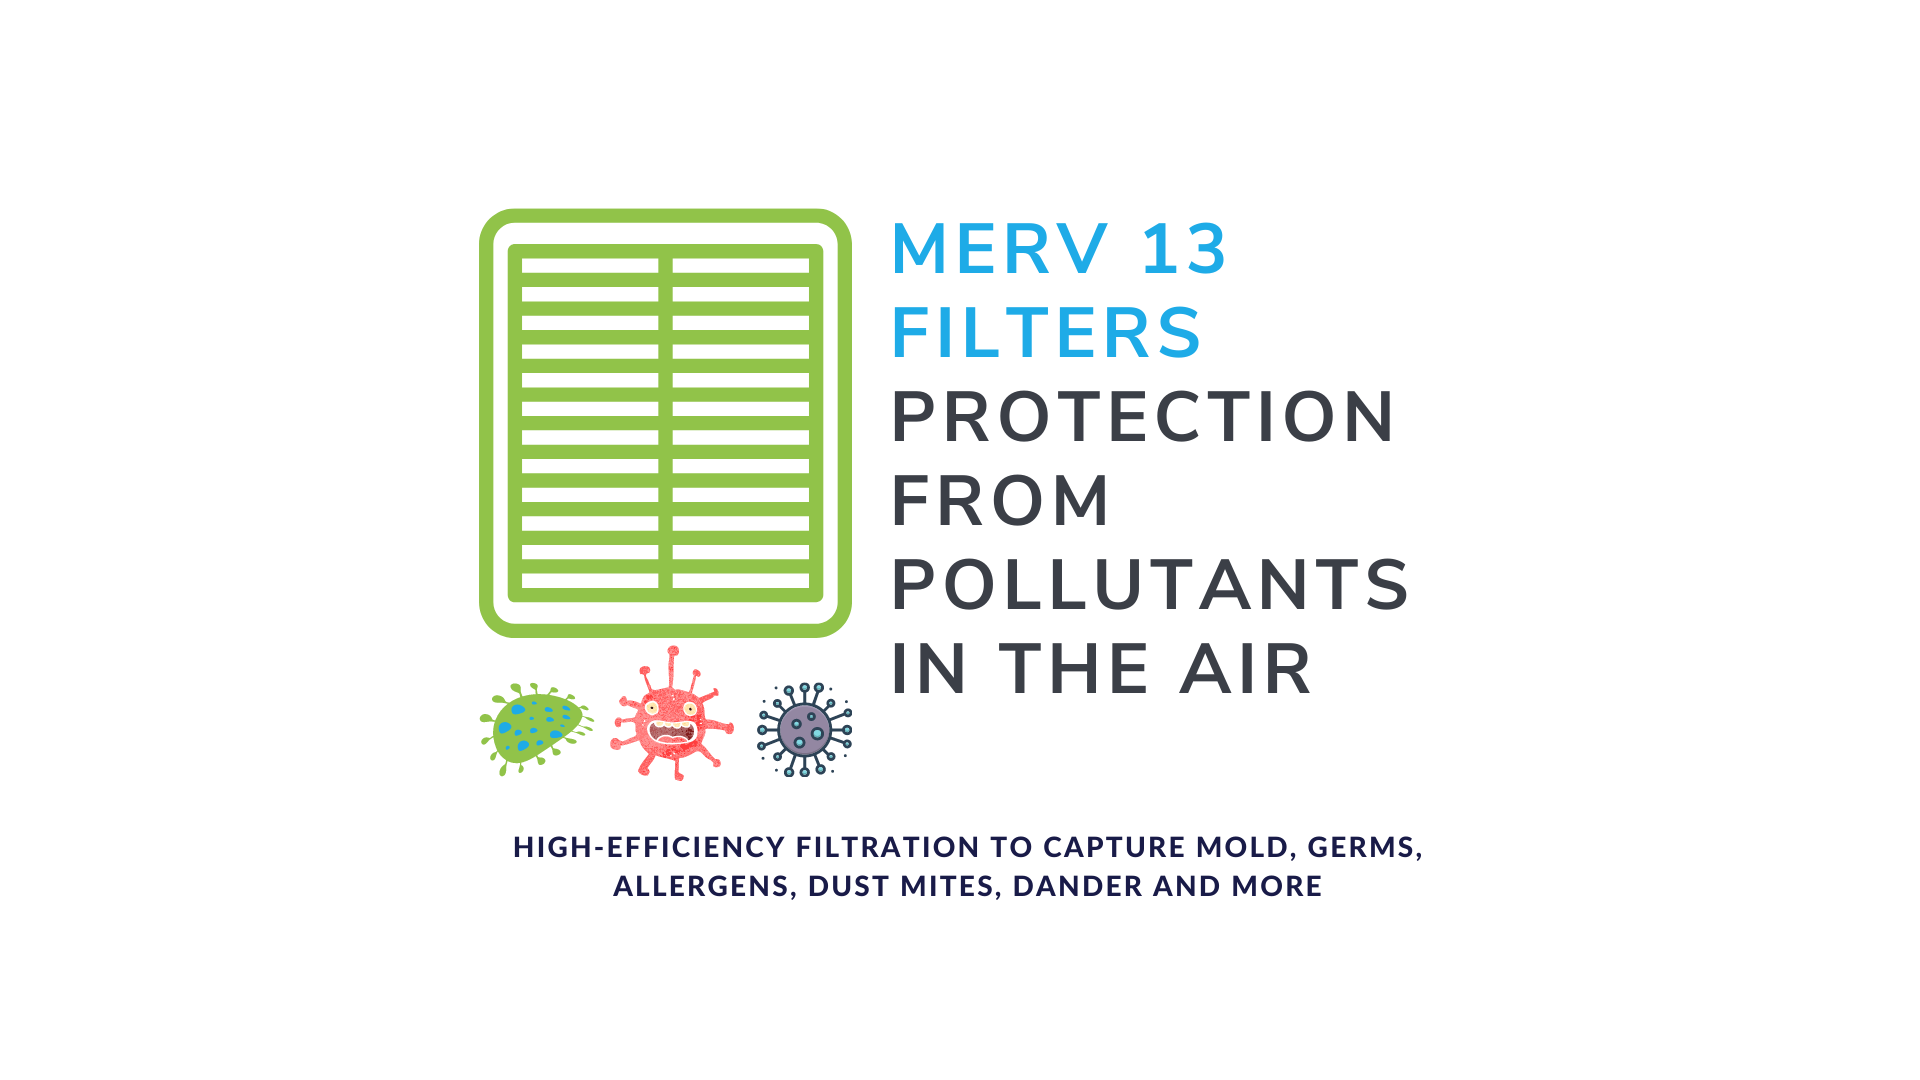 MERV 13
FILTERS
PROTECTION
FROM
POLLUTANTS
IN THE AIR
HIGH-EFFICIENCY FILTRATION TO CAPTURE MOLD, GERMS,
ALLERGENS, DUST MITES, DANDER AND MORE